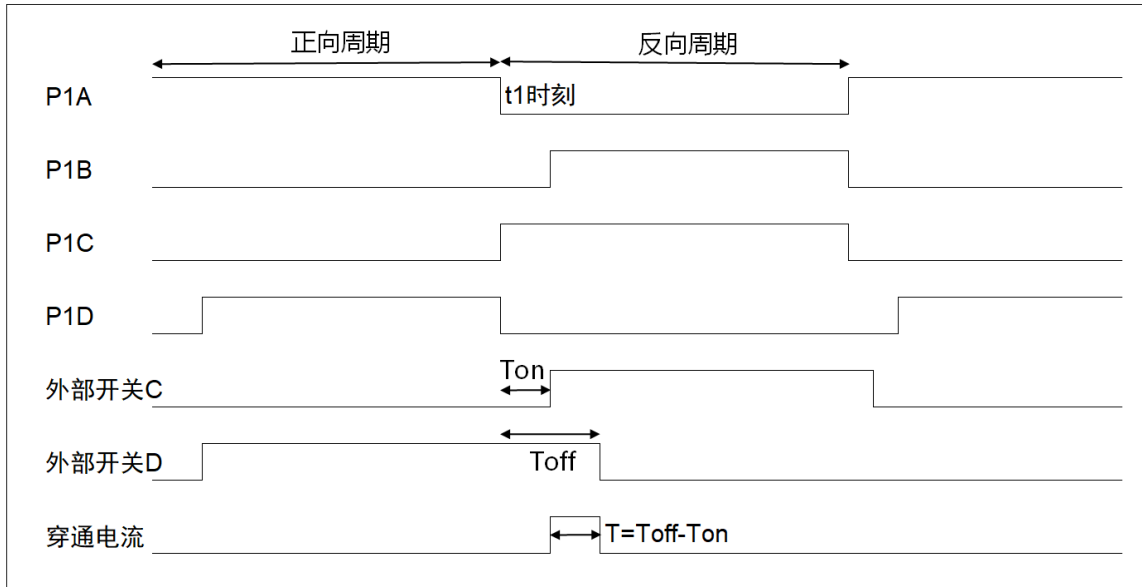 正向周期
反向周期
P1A
t1时刻
P1B
P1C
P1D
Ton
外部开关C
外部开关D
Toff
穿通电流
T=Toff-Ton